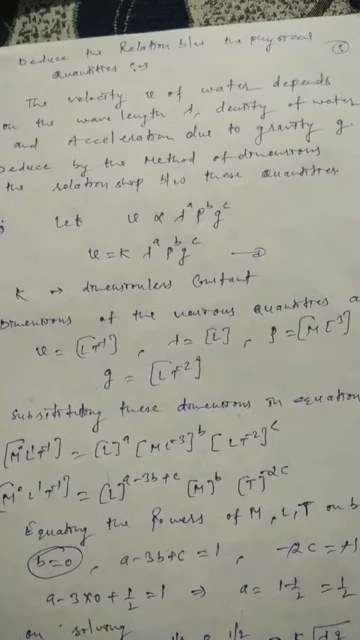 Deduce the Relation b/w the physical (8)
quantities :→
The velocity v of water depends
on the wave length λ, density of water
and Acceleration due to gravity g.
Deduce by the Method of dimensions
the relation shop b/w these Quantities.
Let v ∝ λ^a ρ^b g^c
v = K λ^a ρ^b g^c —
K → dimensionless Constant
Dimensions of the various quantities a
v = [LT^-1], λ = [L], ρ = [ML^-3]
g = [LT^-2]
Substituting these dimensions in equation
[M^0 L^1 T^-1] = [L]^a [ML^-3]^b [LT^-2]^c
[M^0 L^1 T^-1] = [L]^a-3b+c [M]^b [T]^-2c
Equating the Powers of M, L, T on b
b=0, a-3b+c=1, -2c=-1
a-3×0+1/2=1 ⇒ a=1-1/2=1/2
on solving